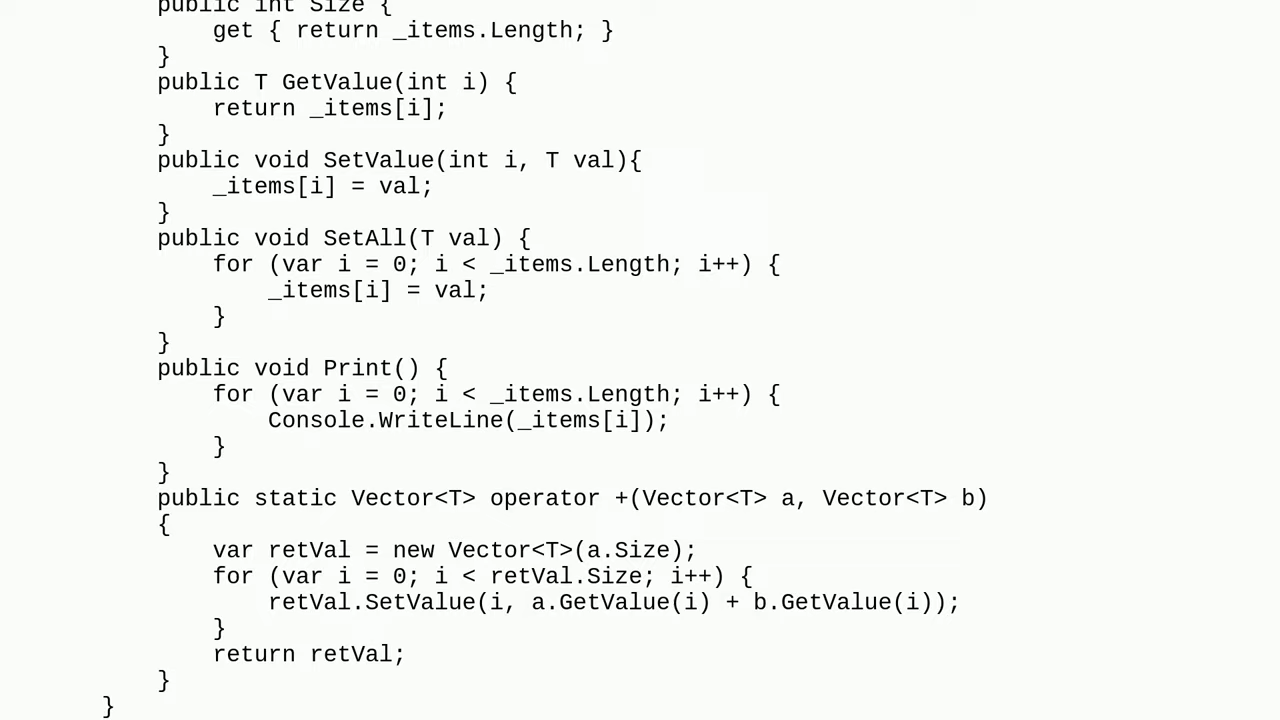 public int Size {
get { return _items.Length; }
}
public T GetValue(int i) {
return _items[i];
}
public void SetValue(int i, T val){
_items[i] = val;
}
public void SetAll(T val) {
for (var i = 0; i < _items.Length; i++) {
_items[i] = val;
}
}
public void Print() {
for (var i = 0; i < _items.Length; i++) {
Console.WriteLine(_items[i]);
}
}
public static Vector<T> operator +(Vector<T> a, Vector<T> b)
{
var retVal = new Vector<T>(a.Size);
for (var i = 0; i < retVal.Size; i++) {
retVal.SetValue(i, a.GetValue(i) + b.GetValue(i));
}
return retVal;
}
}